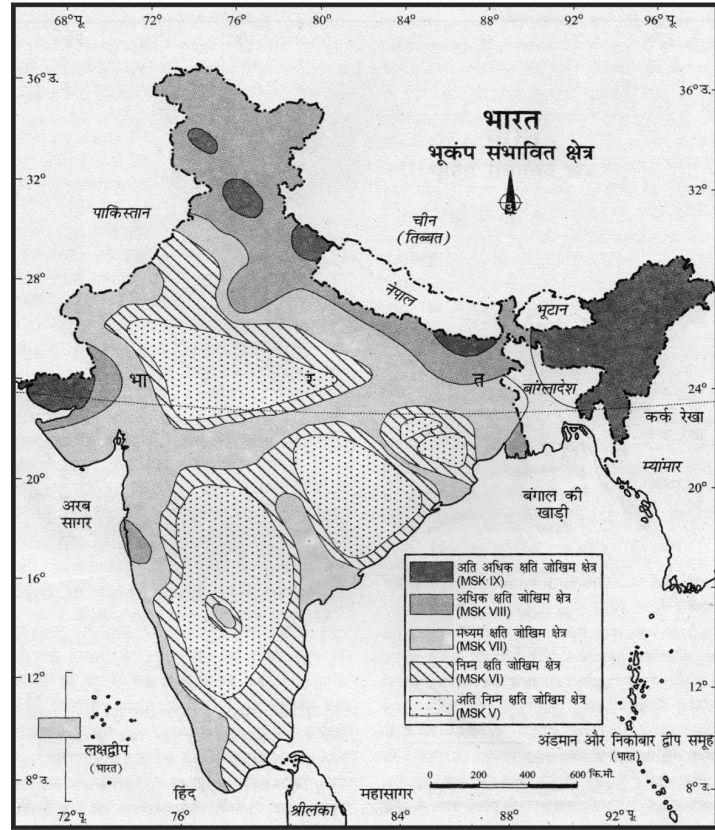 68°पू. 72° 76° 80° 84° 88° 92° 96°पू.
36°उ. 36°उ.
भारत
भूकंप संभावित क्षेत्र
32° 32°
पाकिस्तान
चीन
(तिब्बत)
28° 28°
नेपाल
भूटान
भा र त
बांग्लादेश
24° 24°
कर्क रेखा
म्यांमार
20° 20°
अरब
सागर
बंगाल की
खाड़ी
अति अधिक क्षति जोखिम क्षेत्र
(MSK IX)
अधिक क्षति जोखिम क्षेत्र
(MSK VIII)
मध्यम क्षति जोखिम क्षेत्र
(MSK VII)
निम्न क्षति जोखिम क्षेत्र
(MSK VI)
अति निम्न क्षति जोखिम क्षेत्र
(MSK V)
16° 16°
12° 12°
लक्षद्वीप
(भारत)
अंडमान और निकोबार द्वीप समूह
(भारत)
0 200 400 600 कि.मी.
8°उ. 8°उ.
हिंद महासागर
श्रीलंका
72°पू. 76° 80° 84° 88° 92°पू.